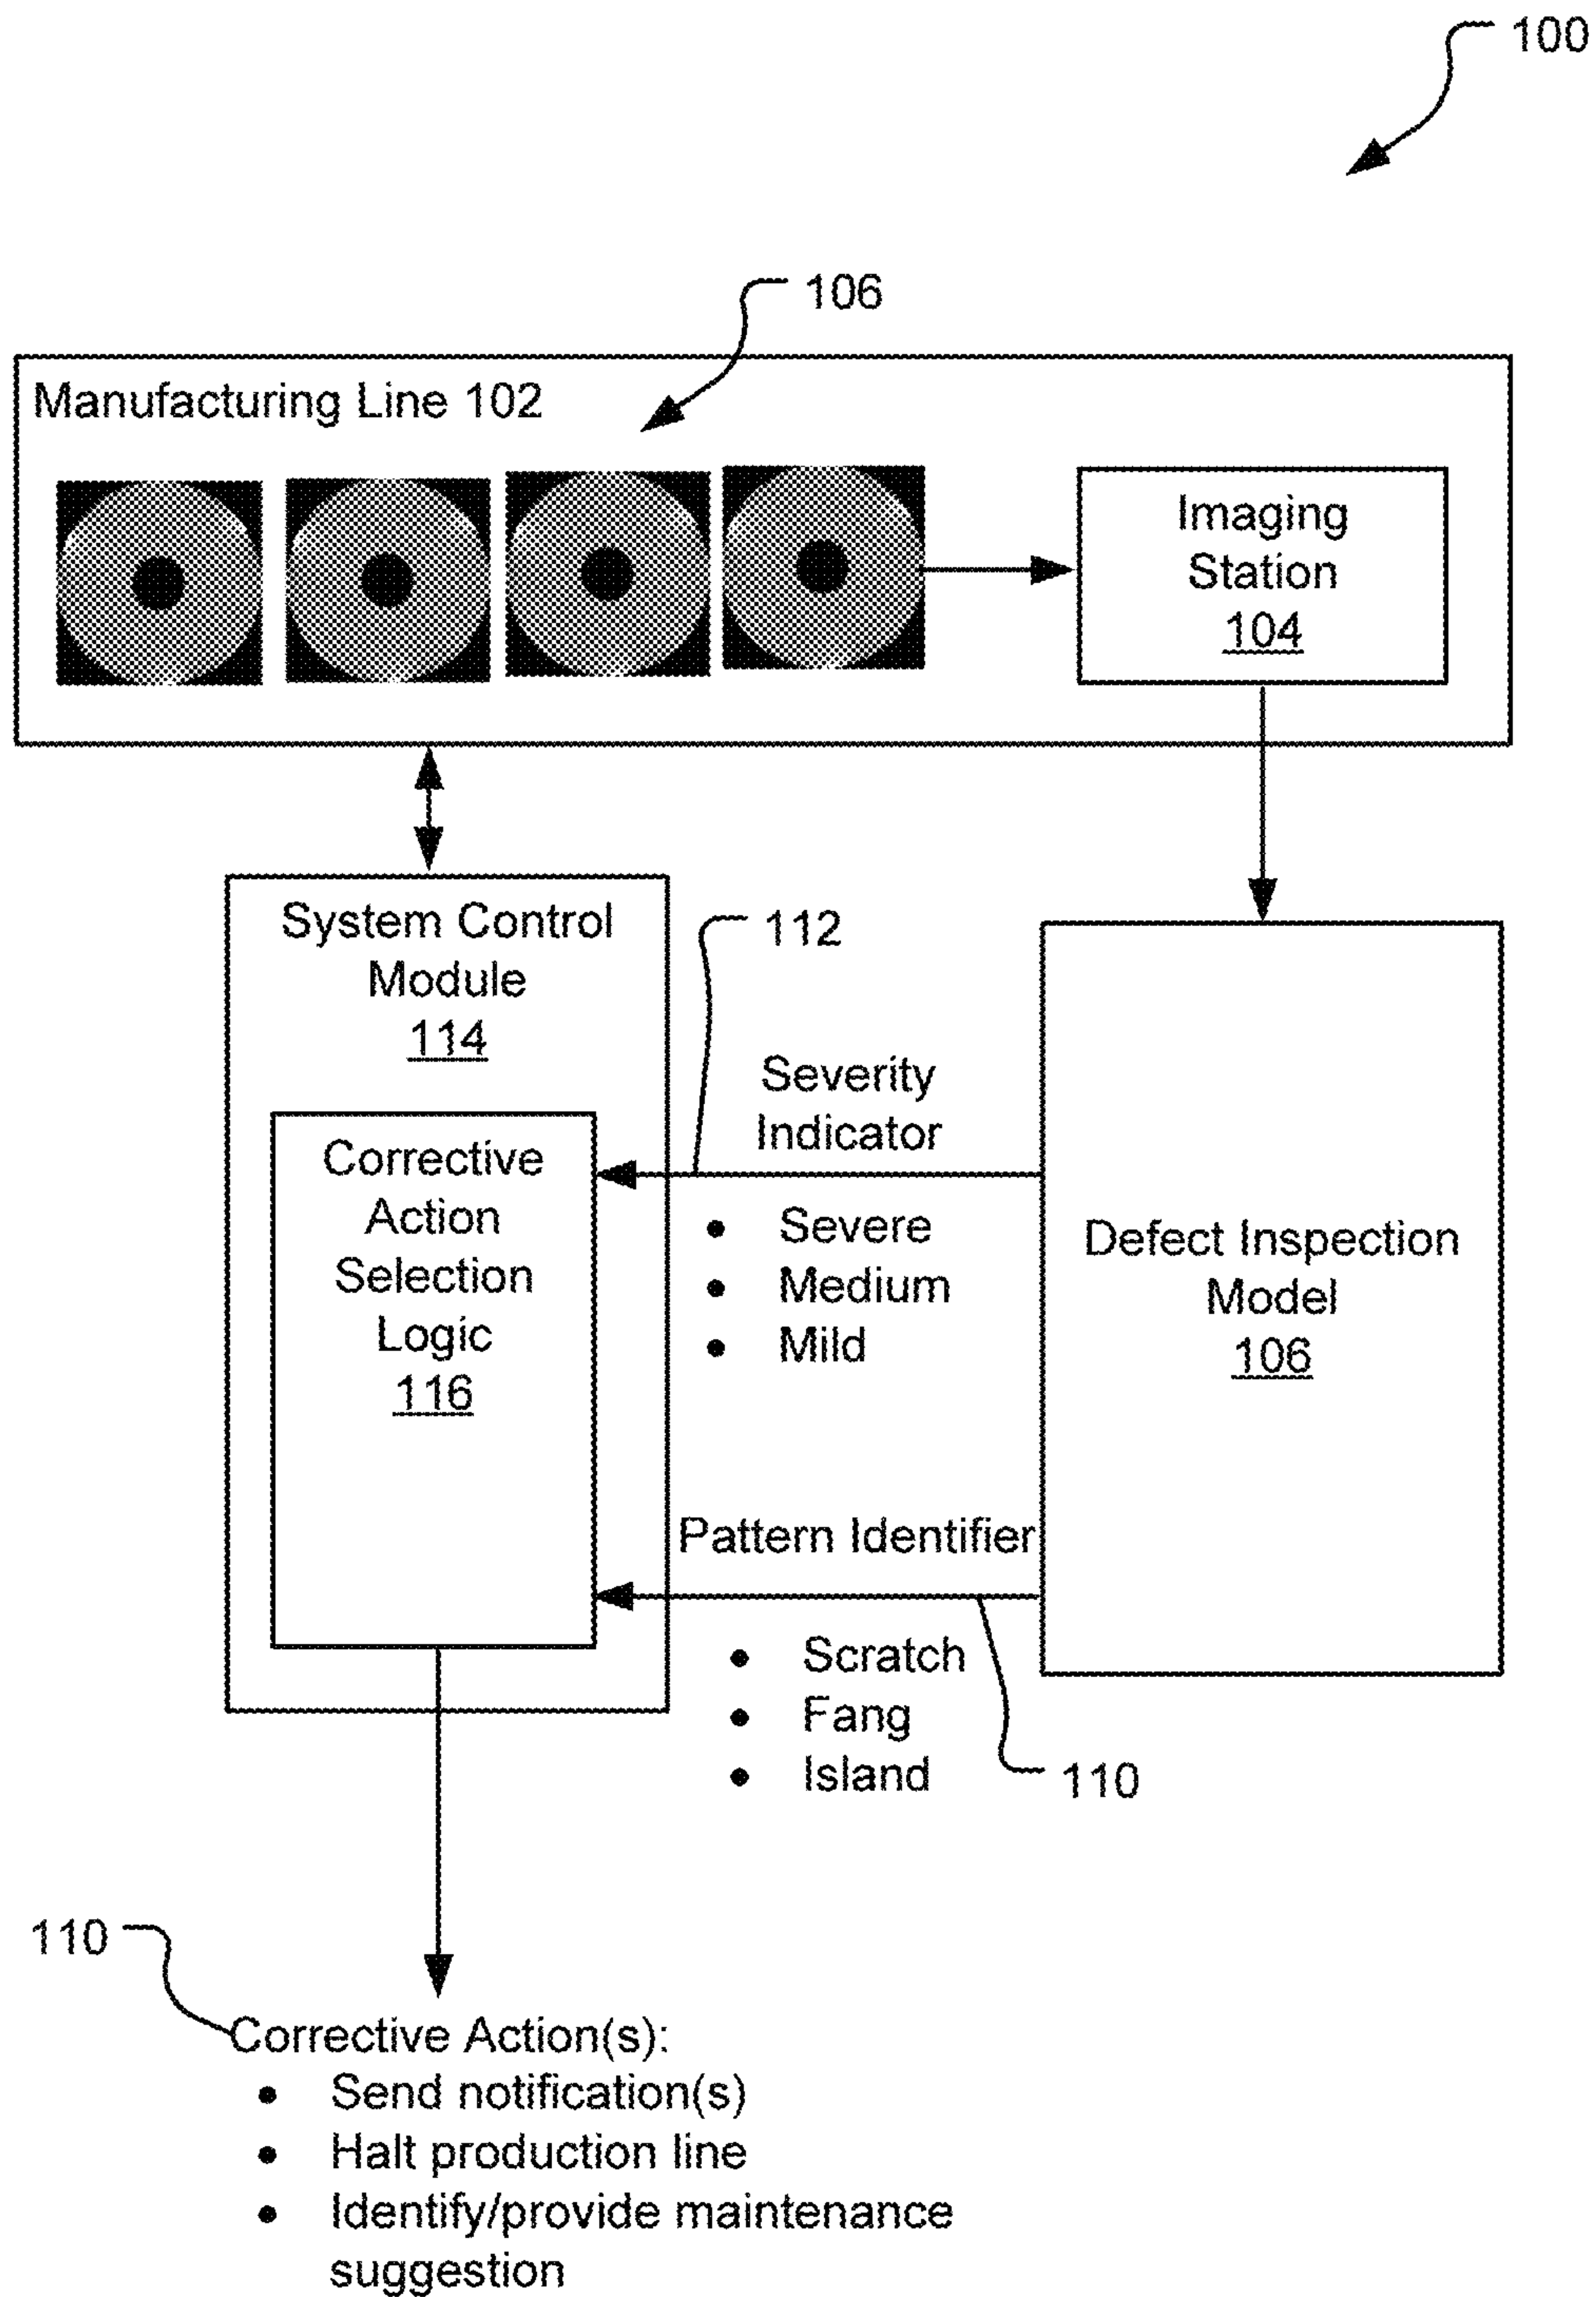 100
106
Manufacturing Line 102
Imaging
Station
104
System Control
Module
114
112
Severity
Indicator
Corrective
Action
Selection
Logic
116
• Severe
• Medium
• Mild
Defect Inspection
Model
106
Pattern Identifier
• Scratch
• Fang
• Island
110
110
Corrective Action(s):
• Send notification(s)
• Halt production line
• Identify/provide maintenance
suggestion